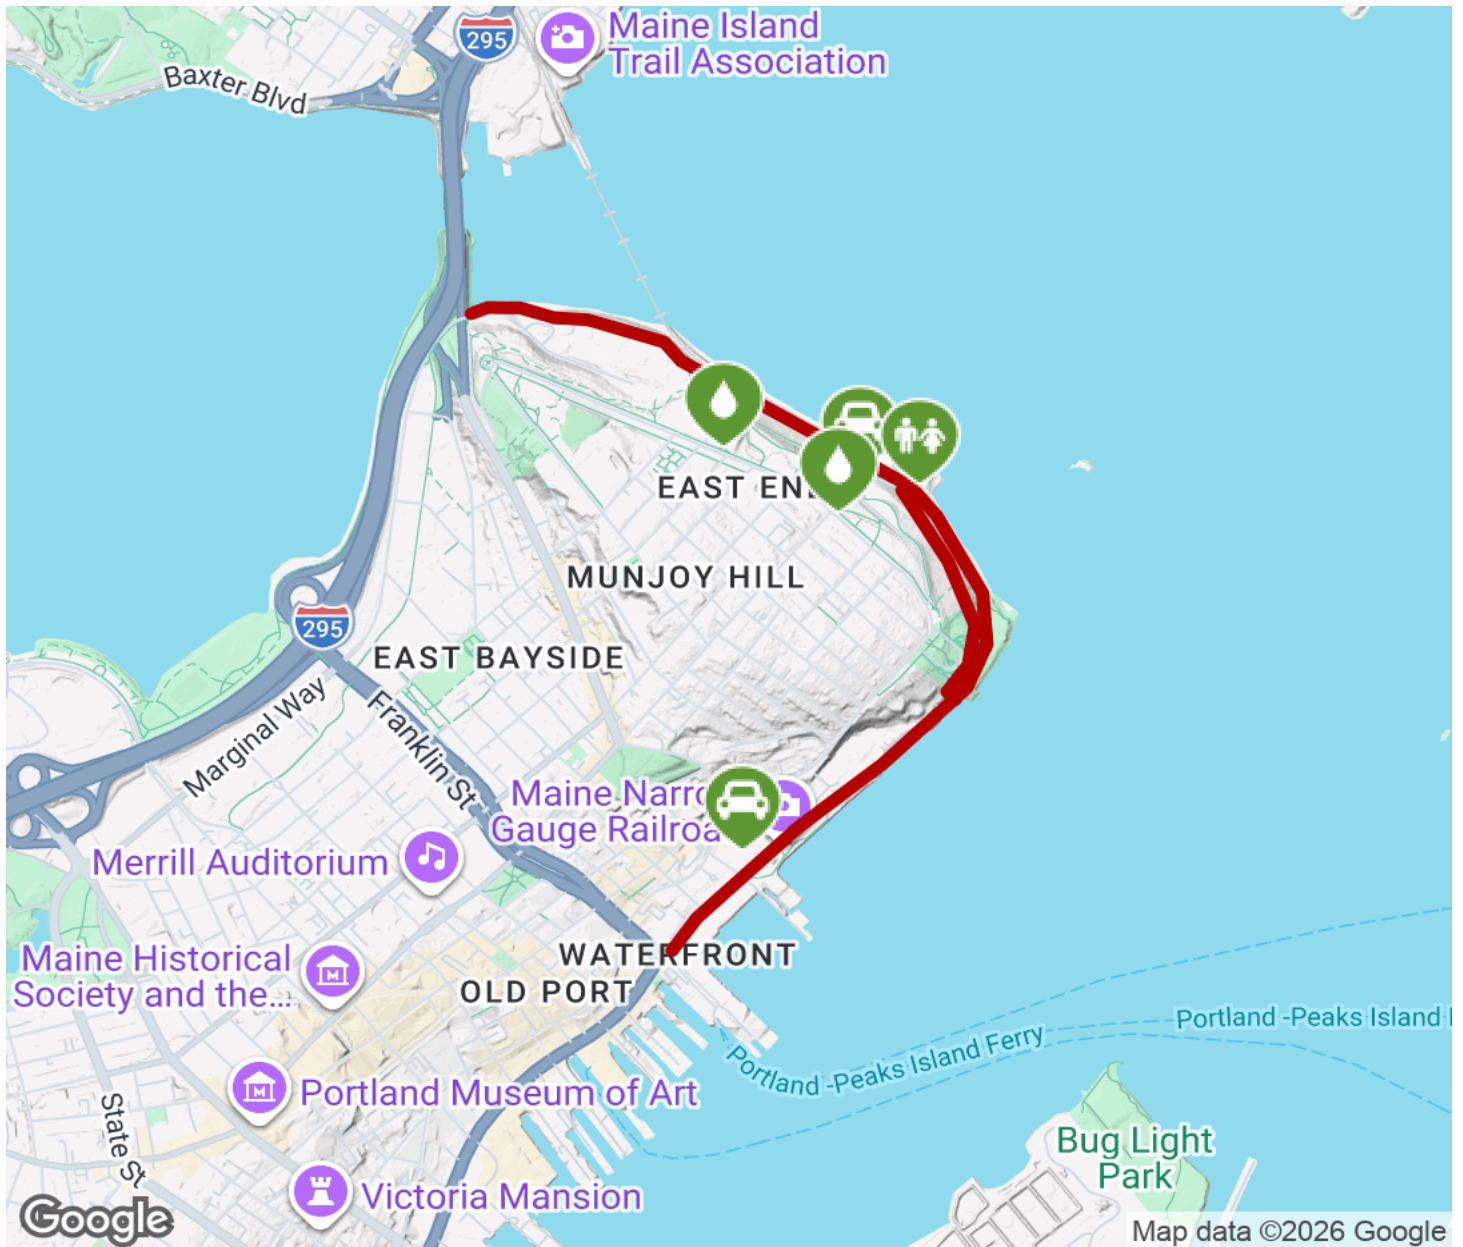 295
Maine Island
Trail Association
Baxter Blvd
EAST EN
MUNJOY HILL
295
EAST BAYSIDE
Marginal Way
Franklin St
Maine Narro
Gauge Railroa
Merrill Auditorium
WATERFRONT
OLD PORT
Maine Historical
Society and the...
Portland -Peaks Island Ferry
Portland -Peaks Island
Portland Museum of Art
State St
Bug Light
Park
Victoria Mansion
Google
Map data ©2026 Google